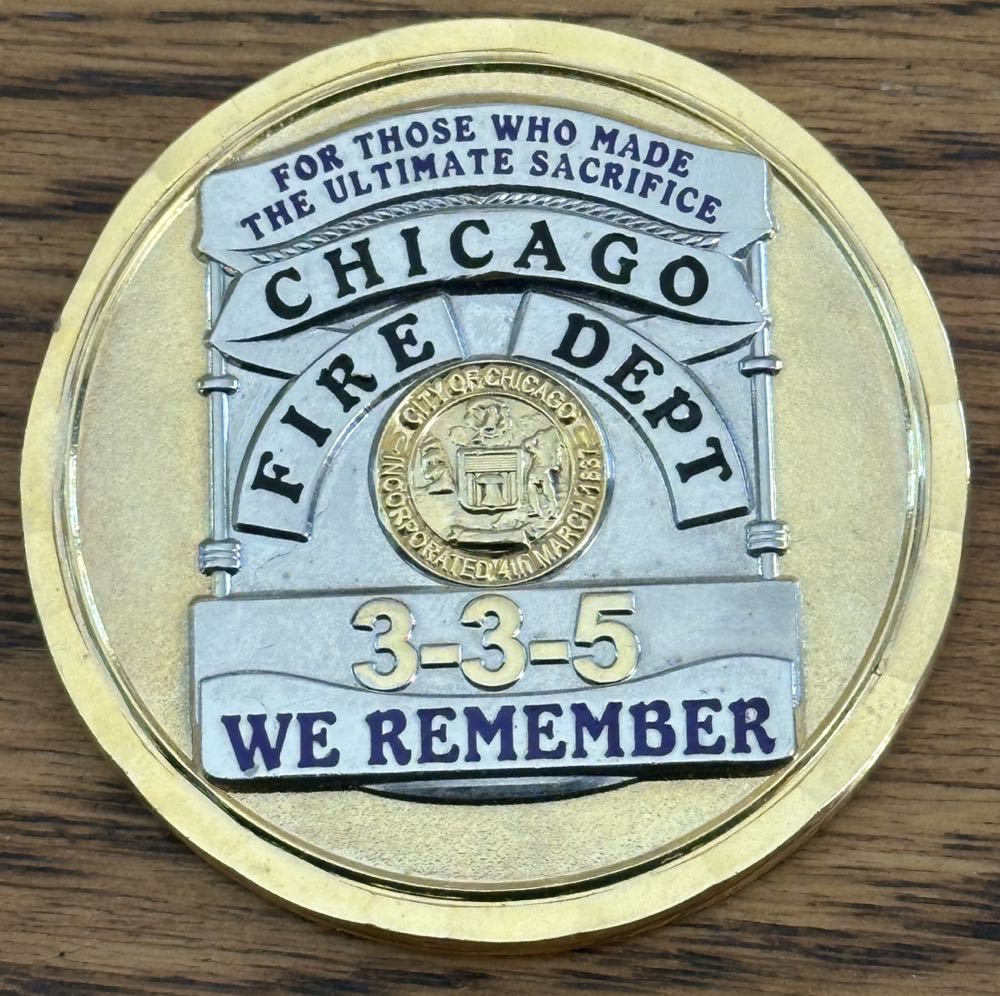 FOR THOSE WHO MADE
THE ULTIMATE SACRIFICE
CHICAGO
FIRE DEPT
CITY OF CHICAGO
INCORPORATED 4th MARCH 1837
3-3-5
WE REMEMBER